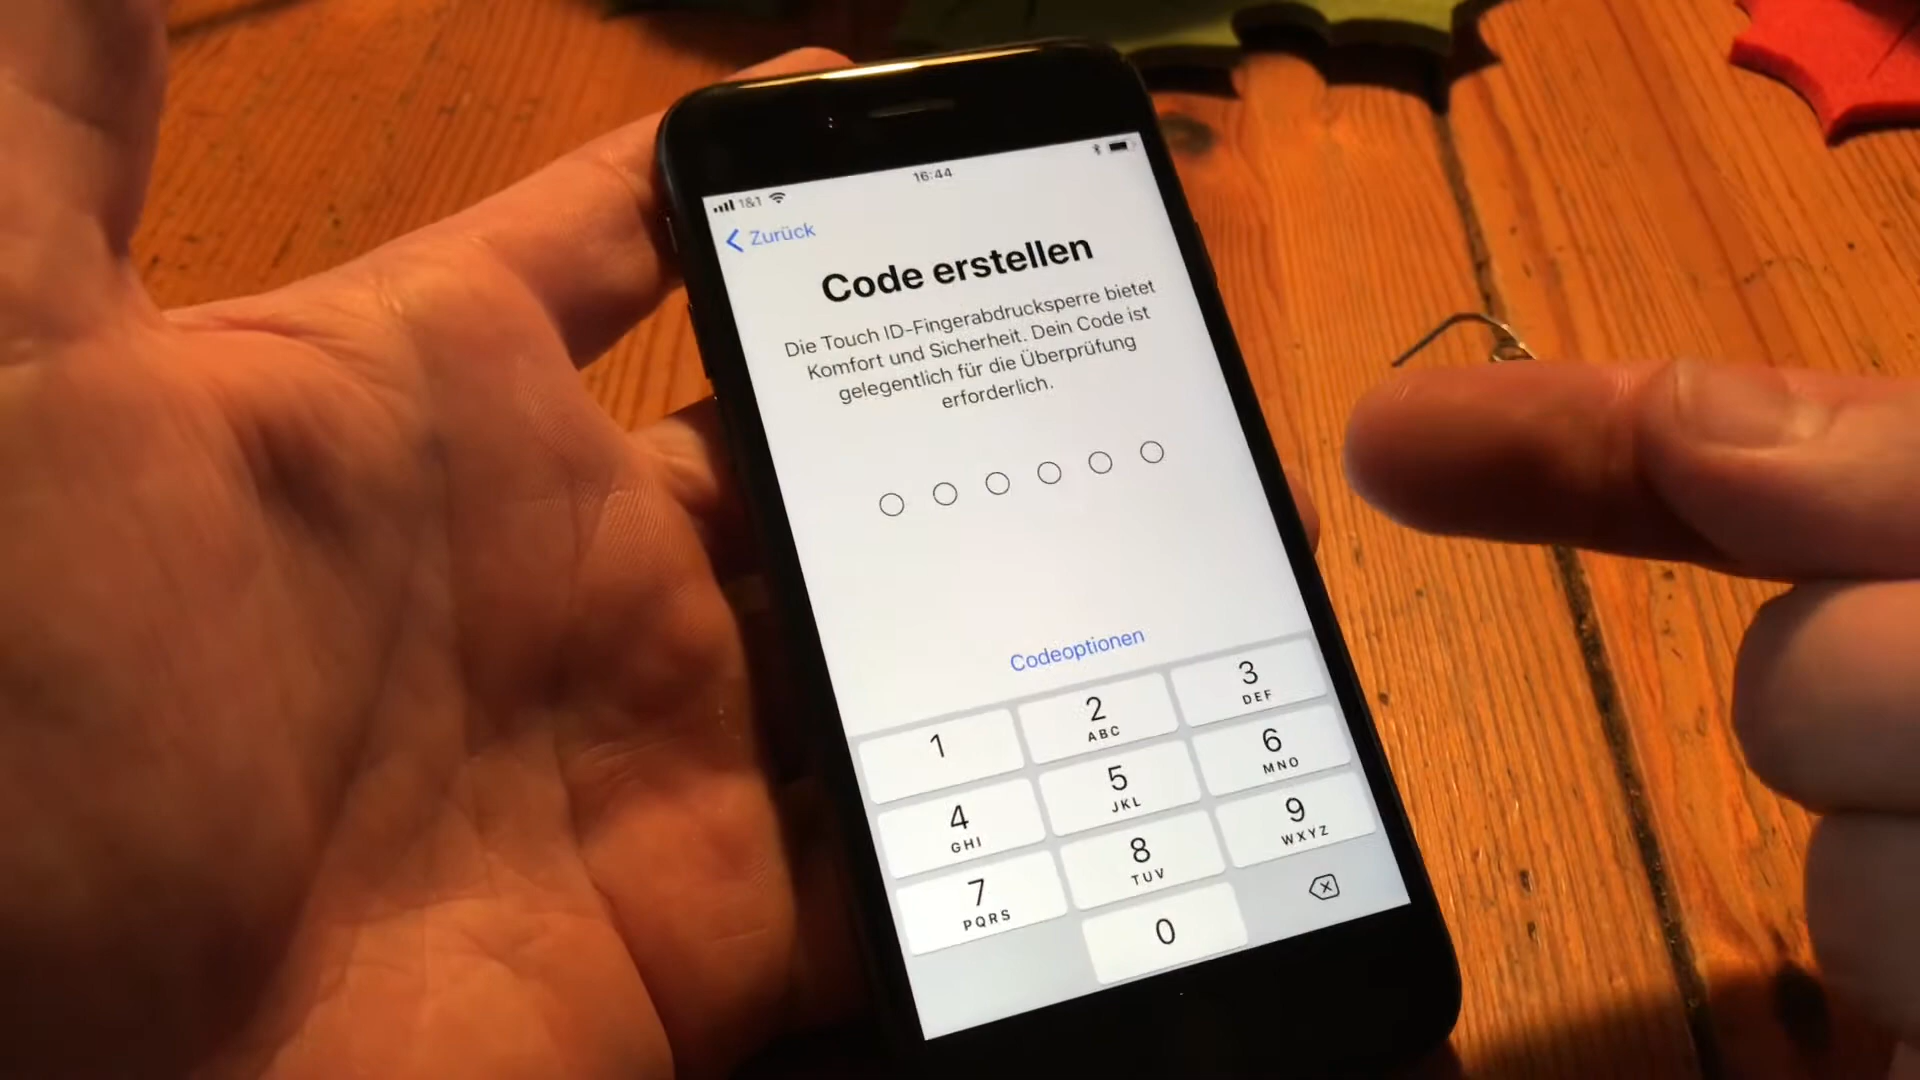 1&1 16:44
Zurück
Code erstellen
Die Touch ID-Fingerabdrucksperre bietet
Komfort und Sicherheit. Dein Code ist
gelegentlich für die Überprüfung
erforderlich.
Codeoptionen
1 2 3
ABC DEF
4 5 6
GHI JKL MNO
7 8 9
PQRS TUV WXYZ
0